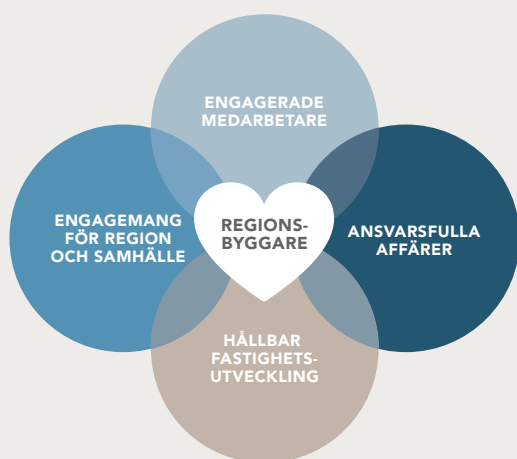 ENGAGERADE
MEDARBETARE
ENGAGEMANG
FÖR REGION
OCH SAMHÄLLE
REGIONS-
BYGGARE
ANSVARSFULLA
AFFÄRER
HÅLLBAR
FASTIGHETS-
UTVECKLING